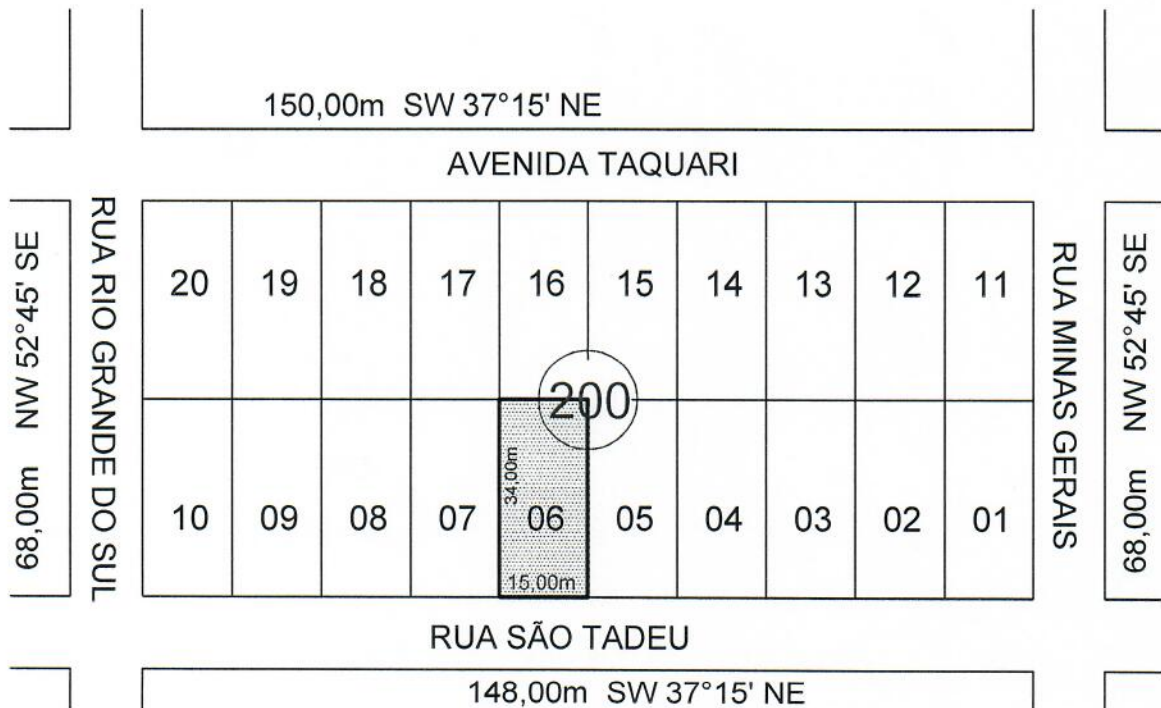 150,00m SW 37°15' NE
AVENIDA TAQUARI
68,00m NW 52°45' SE
RUA RIO GRANDE DO SUL
20 19 18 17 16 15 14 13 12 11
RUA MINAS GERAIS
68,00m NW 52°45' SE
200
34,00m
10 09 08 07 06 05 04 03 02 01
15,00m
RUA SÃO TADEU
148,00m SW 37°15' NE